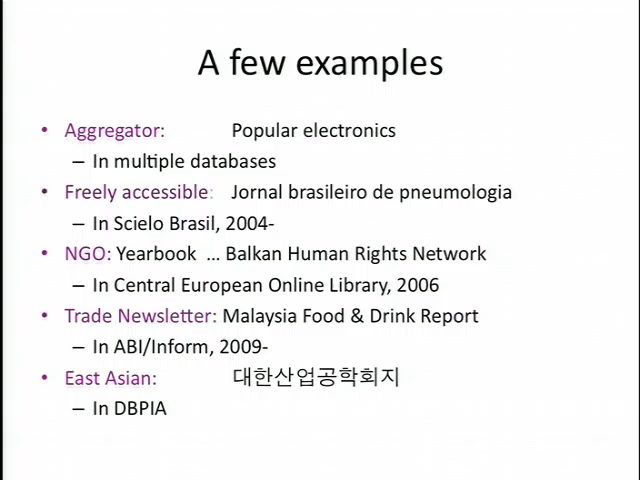 A few examples
• Aggregator: Popular electronics
– In multiple databases
• Freely accessible: Jornal brasileiro de pneumologia
– In Scielo Brasil, 2004-
• NGO: Yearbook ... Balkan Human Rights Network
– In Central European Online Library, 2006
• Trade Newsletter: Malaysia Food & Drink Report
– In ABI/Inform, 2009-
• East Asian: 대한산업공학회지
– In DBPIA